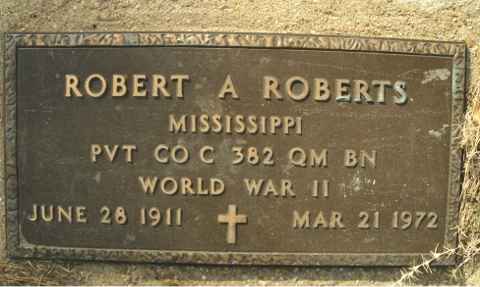 ROBERT A ROBERTS
MISSISSIPPI
PVT CO C 382 QM BN
WORLD WAR II
JUNE 28 1911 MAR 21 1972